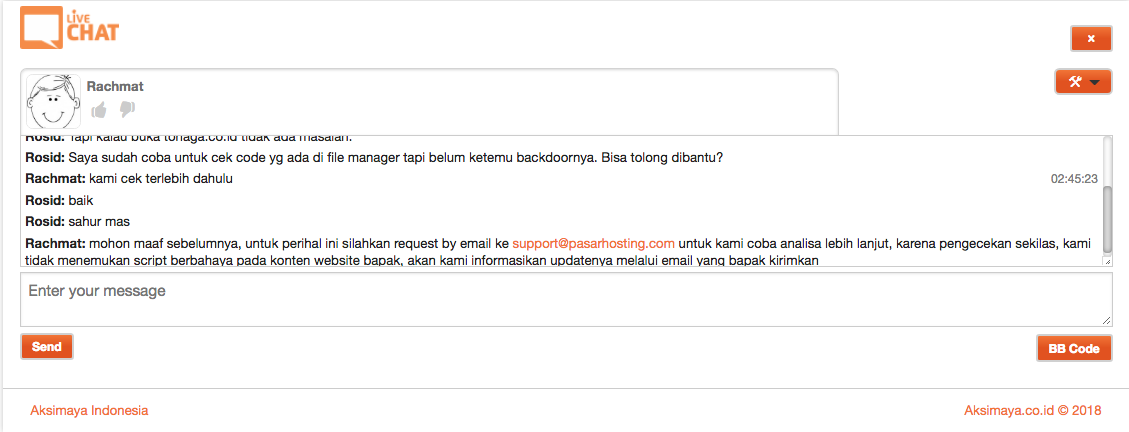 LIVE
CHAT
Rachmat
Rosid: Tapi kalau buka tohaga.co.id tidak ada masalah.
Rosid: Saya sudah coba untuk cek code yg ada di file manager tapi belum ketemu backdoornya. Bisa tolong dibantu?
Rachmat: kami cek terlebih dahulu 02:45:23
Rosid: baik
Rosid: sahur mas
Rachmat: mohon maaf sebelumnya, untuk perihal ini silahkan request by email ke support@pasarhosting.com untuk kami coba analisa lebih lanjut, karena pengecekan sekilas, kami
tidak menemukan script berbahaya pada konten website bapak, akan kami informasikan updatenya melalui email yang bapak kirimkan
Enter your message
Send
BB Code
Aksimaya Indonesia
Aksimaya.co.id © 2018